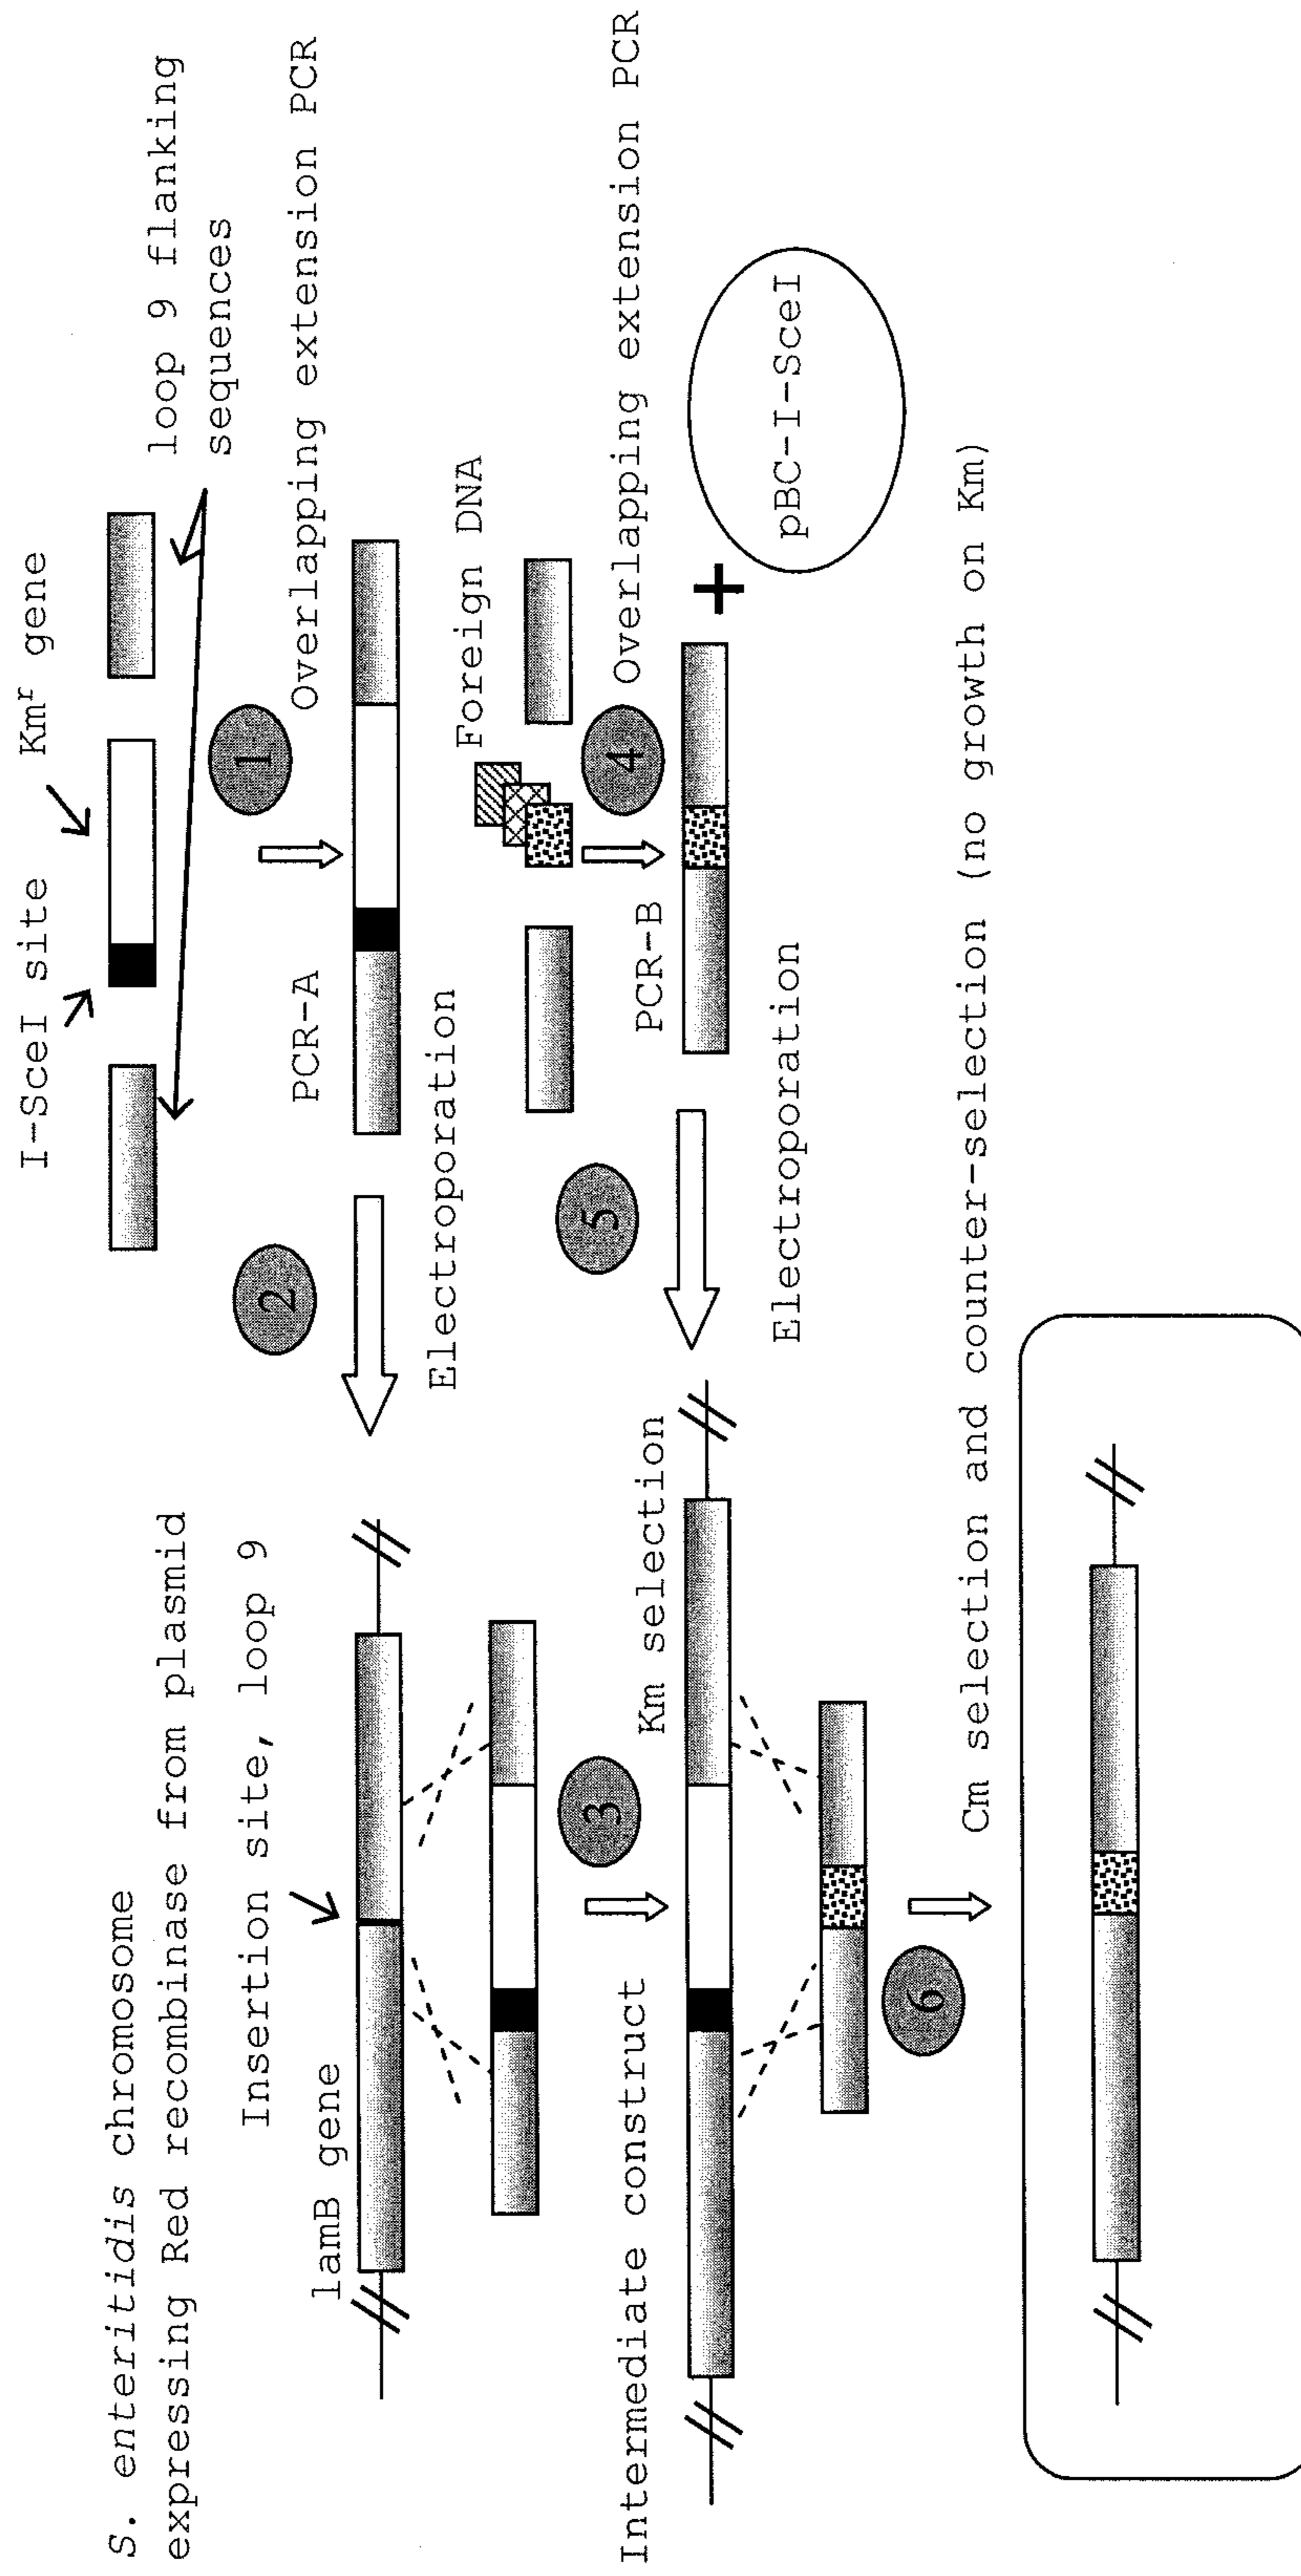 S. enteritidis chromosome
expressing Red recombinase from plasmid
Insertion site, loop 9
lamB gene
I-SceI site
Kmʳ gene
loop 9 flanking
sequences
1
Overlapping extension PCR
PCR-A
2
Electroporation
3
Intermediate construct
Km selection
Foreign DNA
4
Overlapping extension PCR
PCR-B
+
pBC-I-SceI
5
Electroporation
6
Cm selection and counter-selection (no growth on Km)